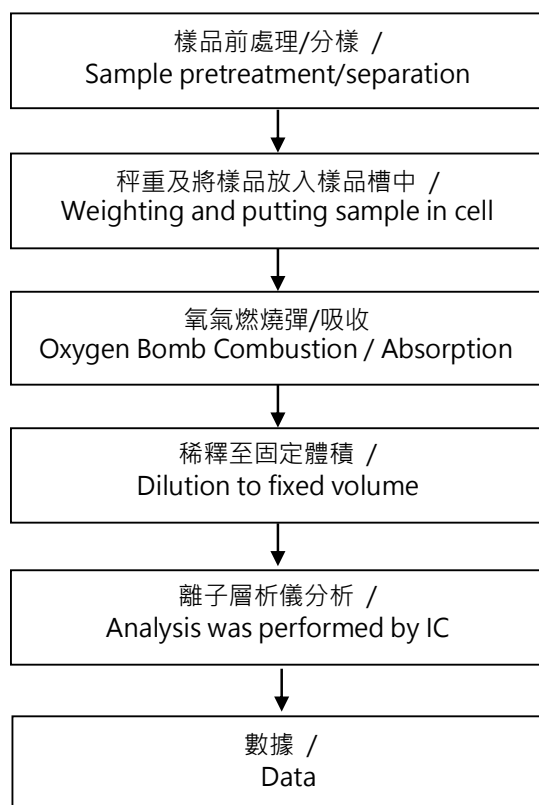 樣品前處理/分樣 /
Sample pretreatment/separation
秤重及將樣品放入樣品槽中 /
Weighting and putting sample in cell
氧氣燃燒彈/吸收
Oxygen Bomb Combustion / Absorption
稀釋至固定體積 /
Dilution to fixed volume
離子層析儀分析 /
Analysis was performed by IC
數據 /
Data